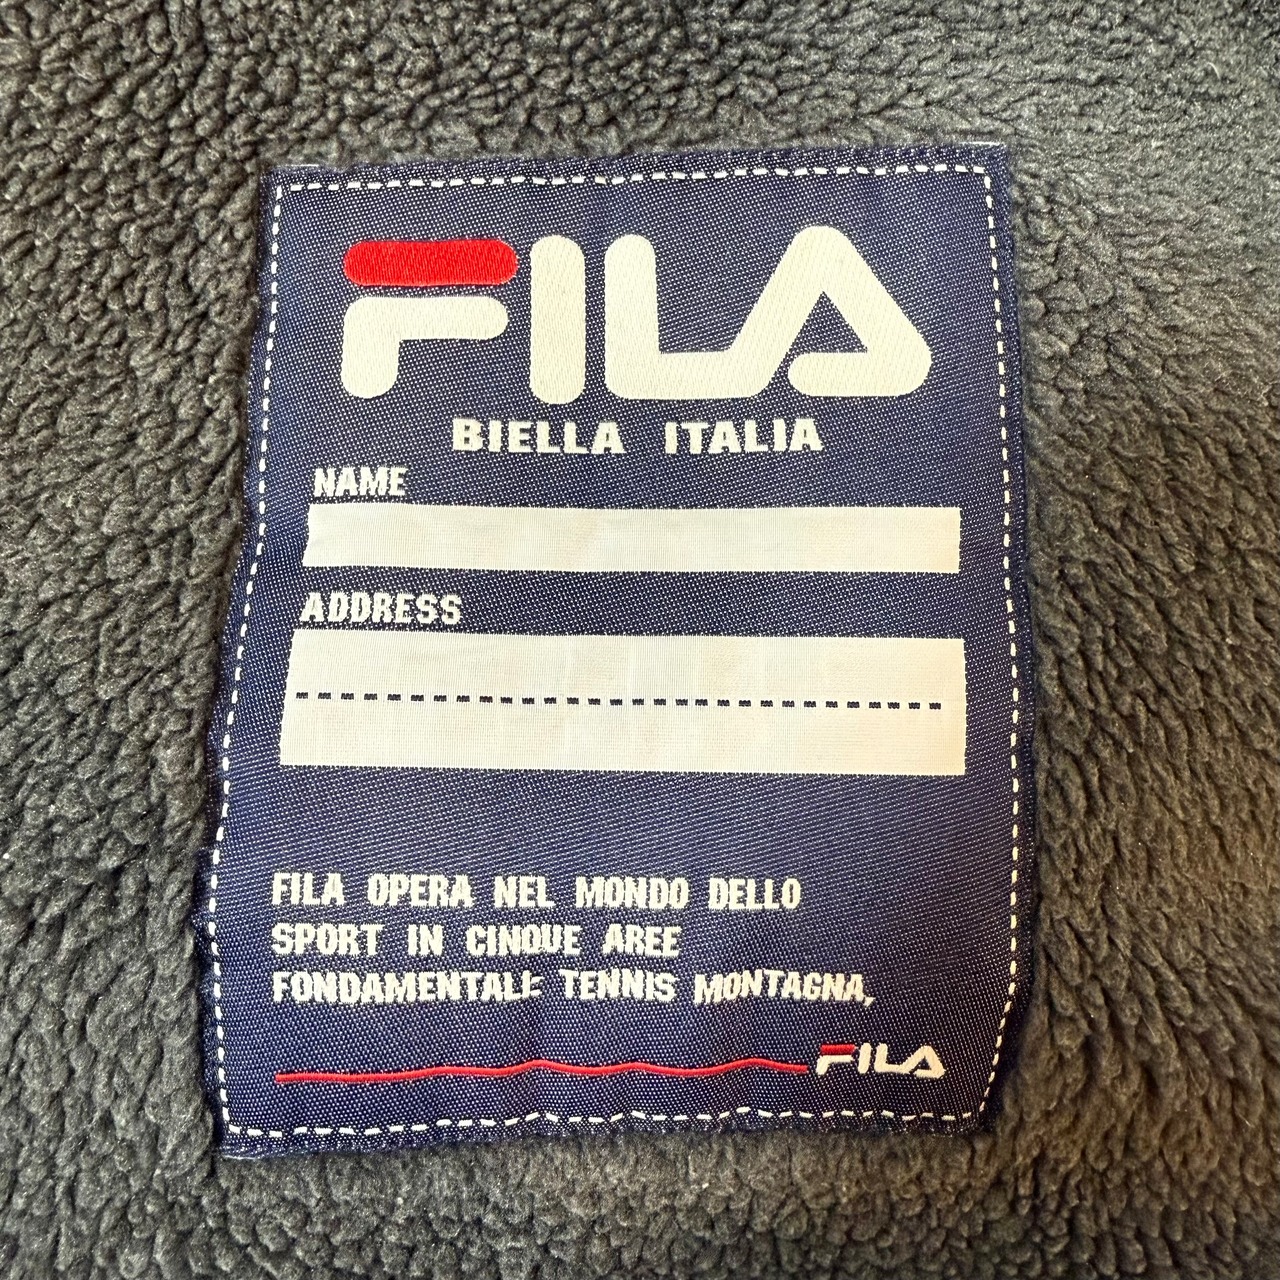 FILA
BIELLA ITALIA
NAME
ADDRESS
FILA OPERA NEL MONDO DELLO
SPORT IN CINQUE AREE
FONDAMENTALI: TENNIS MONTAGNA,
FILA